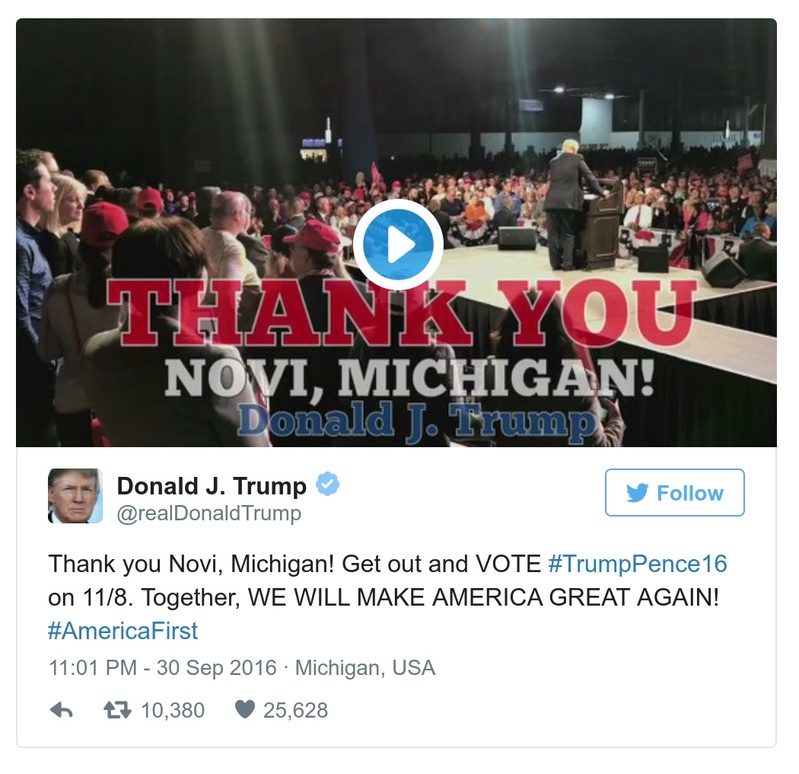 THANK YOU
NOVI, MICHIGAN!
Donald J. Trump
Donald J. Trump
@realDonaldTrump
Follow
Thank you Novi, Michigan! Get out and VOTE #TrumpPence16
on 11/8. Together, WE WILL MAKE AMERICA GREAT AGAIN!
#AmericaFirst
11:01 PM - 30 Sep 2016 · Michigan, USA
10,380 25,628